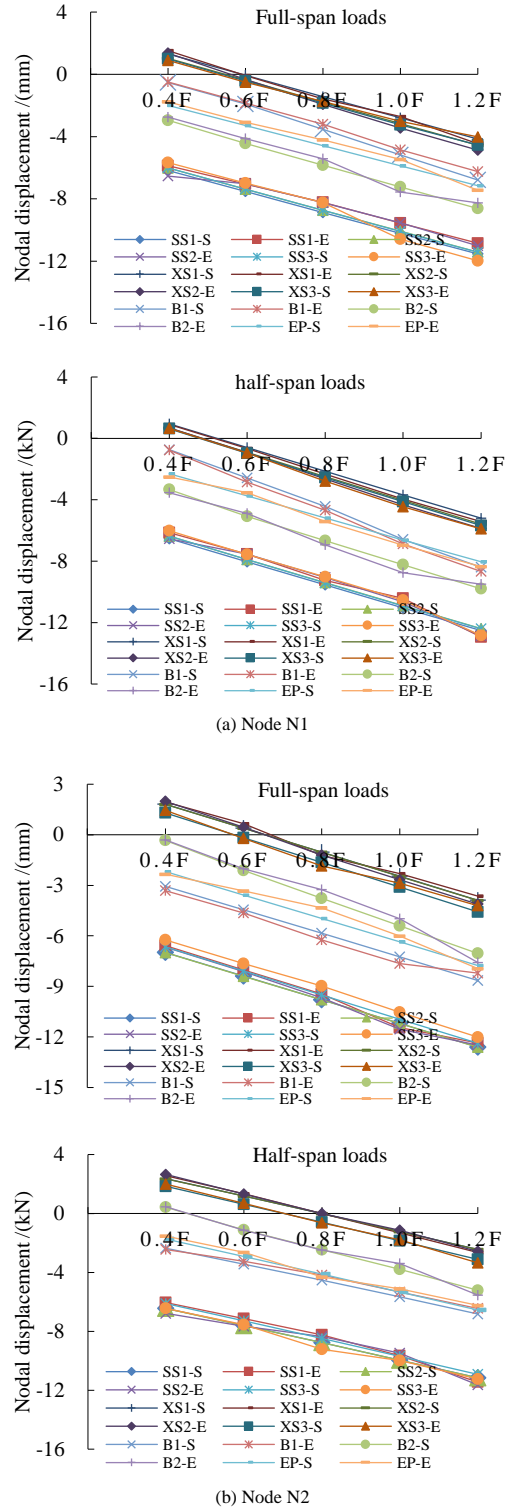 Full-span loads
Nodal displacement /(mm)
4
0
-4
-8
-12
-16
0.4F 0.6F 0.8F 1.0F 1.2F
SS1-S SS1-E SS2-S
SS2-E SS3-S SS3-E
XS1-S XS1-E XS2-S
XS2-E XS3-S XS3-E
B1-S B1-E B2-S
B2-E EP-S EP-E
half-span loads
Nodal displacement /(kN)
4
0
-4
-8
-12
-16
0.4F 0.6F 0.8F 1.0F 1.2F
SS1-S SS1-E SS2-S
SS2-E SS3-S SS3-E
XS1-S XS1-E XS2-S
XS2-E XS3-S XS3-E
B1-S B1-E B2-S
B2-E EP-S EP-E
(a) Node N1
Full-span loads
Nodal displacement /(mm)
3
0
-3
-6
-9
-12
-15
0.4F 0.6F 0.8F 1.0F 1.2F
SS1-S SS1-E SS2-S
SS2-E SS3-S SS3-E
XS1-S XS1-E XS2-S
XS2-E XS3-S XS3-E
B1-S B1-E B2-S
B2-E EP-S EP-E
Half-span loads
Nodal displacement /(kN)
4
0
-4
-8
-12
-16
0.4F 0.6F 0.8F 1.0F 1.2F
SS1-S SS1-E SS2-S
SS2-E SS3-S SS3-E
XS1-S XS1-E XS2-S
XS2-E XS3-S XS3-E
B1-S B1-E B2-S
B2-E EP-S EP-E
(b) Node N2